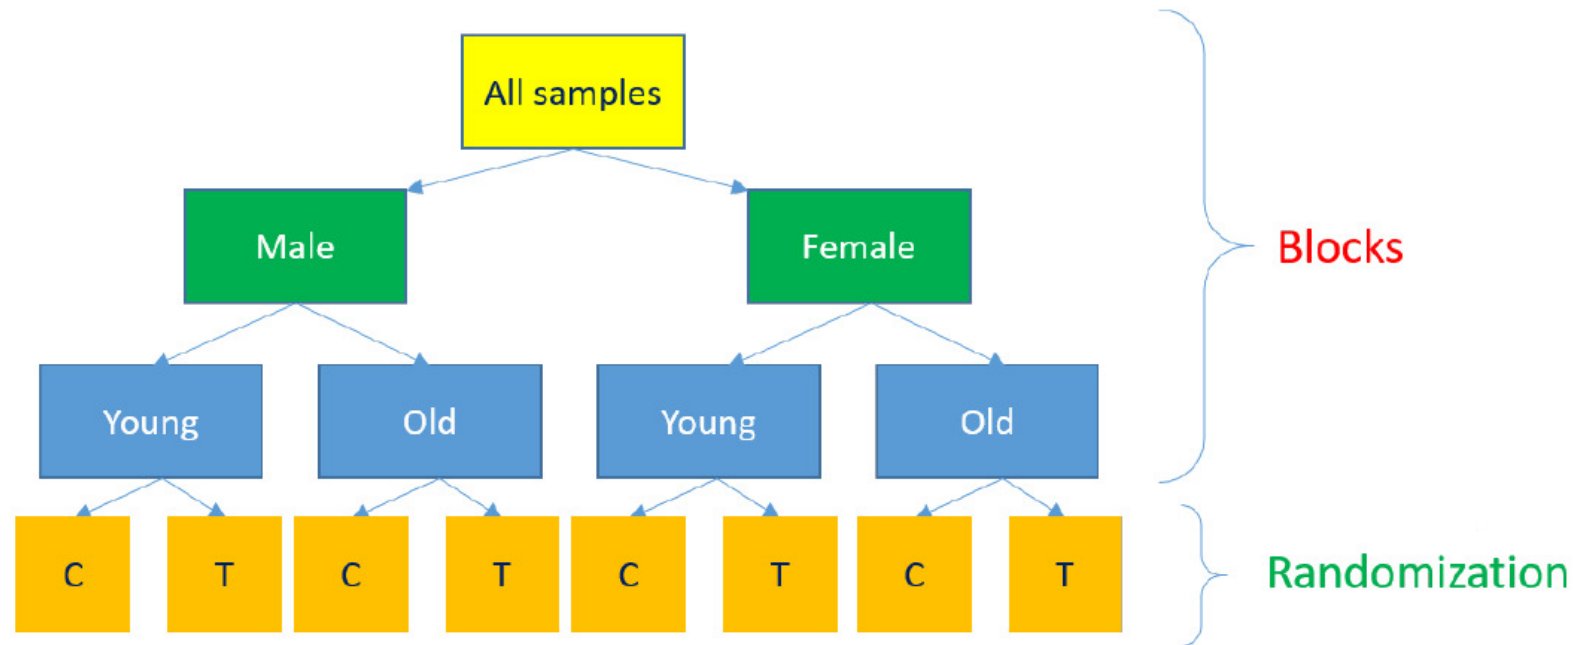 All samples
Male
Female
Blocks
Young
Old
Young
Old
C
T
C
T
C
T
C
T
Randomization